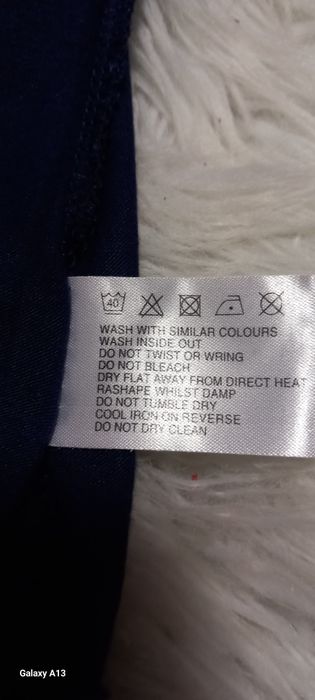 40
WASH WITH SIMILAR COLOURS
WASH INSIDE OUT
DO NOT TWIST OR WRING
DO NOT BLEACH
DRY FLAT AWAY FROM DIRECT HEAT
RASHAPE WHILST DAMP
DO NOT TUMBLE DRY
COOL IRON ON REVERSE
DO NOT DRY CLEAN
Galaxy A13